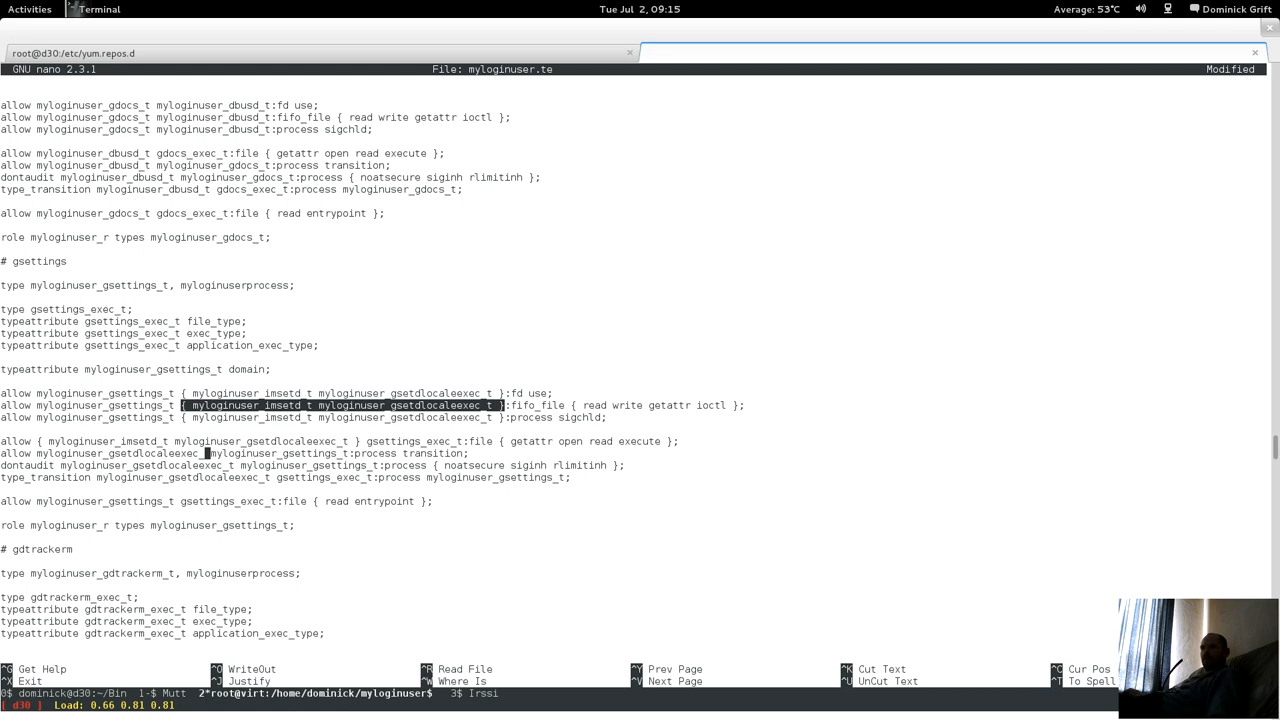 Activities
Terminal
Tue Jul 2, 09:15
Average: 53°C
Dominick Grift
root@d30:/etc/yum.repos.d
GNU nano 2.3.1
File: myloginuser.te
Modified
allow myloginuser_gdocs_t myloginuser_dbusd_t:fd use;
allow myloginuser_gdocs_t myloginuser_dbusd_t:fifo_file { read write getattr ioctl };
allow myloginuser_gdocs_t myloginuser_dbusd_t:process sigchld;
allow myloginuser_dbusd_t gdocs_exec_t:file { getattr open read execute };
allow myloginuser_dbusd_t myloginuser_gdocs_t:process transition;
dontaudit myloginuser_dbusd_t myloginuser_gdocs_t:process { noatsecure siginh rlimitinh };
type_transition myloginuser_dbusd_t gdocs_exec_t:process myloginuser_gdocs_t;
allow myloginuser_gdocs_t gdocs_exec_t:file { read entrypoint };
role myloginuser_r types myloginuser_gdocs_t;
# gsettings
type myloginuser_gsettings_t, myloginuserprocess;
type gsettings_exec_t;
typeattribute gsettings_exec_t file_type;
typeattribute gsettings_exec_t exec_type;
typeattribute gsettings_exec_t application_exec_type;
typeattribute myloginuser_gsettings_t domain;
allow myloginuser_gsettings_t { myloginuser_imsetd_t myloginuser_gsetdlocaleexec_t }:fd use;
allow myloginuser_gsettings_t { myloginuser_imsetd_t myloginuser_gsetdlocaleexec_t }:fifo_file { read write getattr ioctl };
allow myloginuser_gsettings_t { myloginuser_imsetd_t myloginuser_gsetdlocaleexec_t }:process sigchld;
allow { myloginuser_imsetd_t myloginuser_gsetdlocaleexec_t } gsettings_exec_t:file { getattr open read execute };
allow myloginuser_gsetdlocaleexec_ myloginuser_gsettings_t:process transition;
dontaudit myloginuser_gsetdlocaleexec_t myloginuser_gsettings_t:process { noatsecure siginh rlimitinh };
type_transition myloginuser_gsetdlocaleexec_t gsettings_exec_t:process myloginuser_gsettings_t;
allow myloginuser_gsettings_t gsettings_exec_t:file { read entrypoint };
role myloginuser_r types myloginuser_gsettings_t;
# gdtrackerm
type myloginuser_gdtrackerm_t, myloginuserprocess;
type gdtrackerm_exec_t;
typeattribute gdtrackerm_exec_t file_type;
typeattribute gdtrackerm_exec_t exec_type;
typeattribute gdtrackerm_exec_t application_exec_type;
^G Get Help ^O WriteOut ^R Read File ^Y Prev Page ^K Cut Text ^C Cur Pos
^X Exit ^J Justify ^W Where Is ^V Next Page ^U UnCut Text ^T To Spell
0$ dominick@d30:~/Bin 1-$ Mutt 2*root@virt:/home/dominick/myloginuser$ 3$ Irssi
[ d30 ] Load: 0.66 0.81 0.81